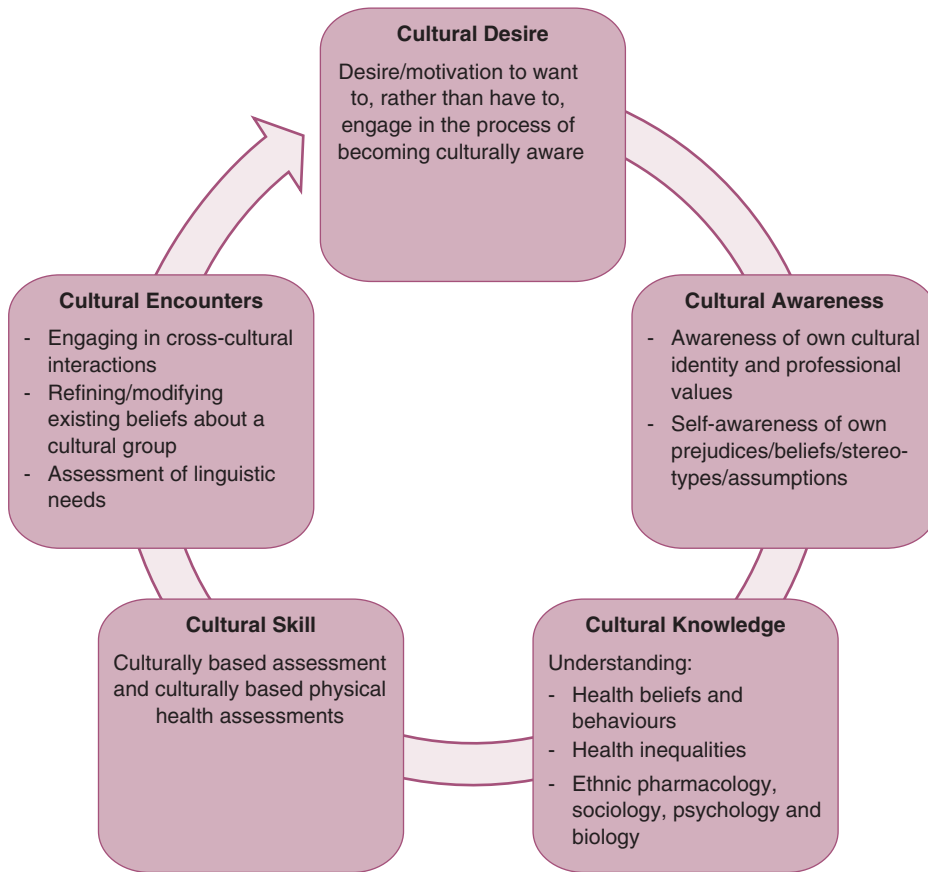 Cultural Desire
Desire/motivation to want
to, rather than have to,
engage in the process of
becoming culturally aware
Cultural Awareness
- Awareness of own cultural
identity and professional
values
- Self-awareness of own
prejudices/beliefs/stereo-
types/assumptions
Cultural Knowledge
Understanding:
- Health beliefs and
behaviours
- Health inequalities
- Ethnic pharmacology,
sociology, psychology and
biology
Cultural Skill
Culturally based assessment
and culturally based physical
health assessments
Cultural Encounters
- Engaging in cross-cultural
interactions
- Refining/modifying
existing beliefs about a
cultural group
- Assessment of linguistic
needs